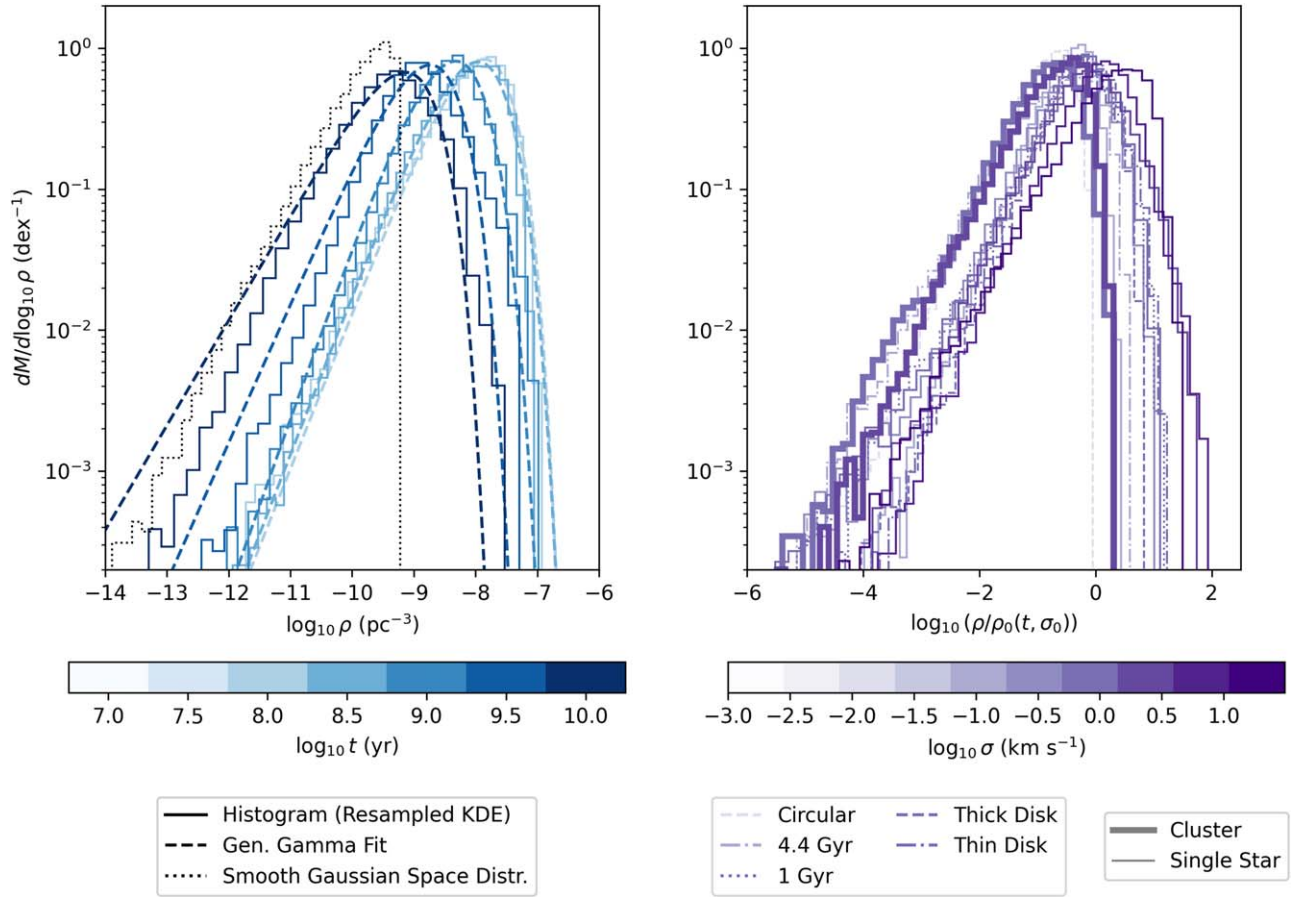 10⁰
10⁻¹
10⁻²
10⁻³
dM/dlog₁₀ ρ (dex⁻¹)
−14 −13 −12 −11 −10 −9 −8 −7 −6
log₁₀ ρ (pc⁻³)
7.0 7.5 8.0 8.5 9.0 9.5 10.0
log₁₀ t (yr)
Histogram (Resampled KDE)
Gen. Gamma Fit
Smooth Gaussian Space Distr.
10⁰
10⁻¹
10⁻²
10⁻³
−6 −4 −2 0 2
log₁₀ (ρ/ρ₀(t, σ₀))
−3.0 −2.5 −2.0 −1.5 −1.0 −0.5 0.0 0.5 1.0
log₁₀ σ (km s⁻¹)
Circular
4.4 Gyr
1 Gyr
Thick Disk
Thin Disk
Cluster
Single Star